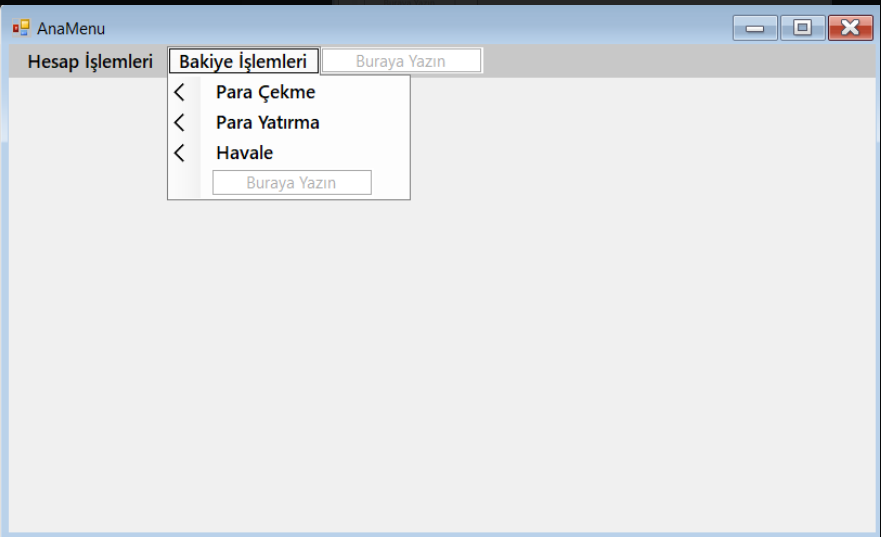 AnaMenu
Hesap İşlemleri Bakiye İşlemleri Buraya Yazın
Para Çekme
Para Yatırma
Havale
Buraya Yazın